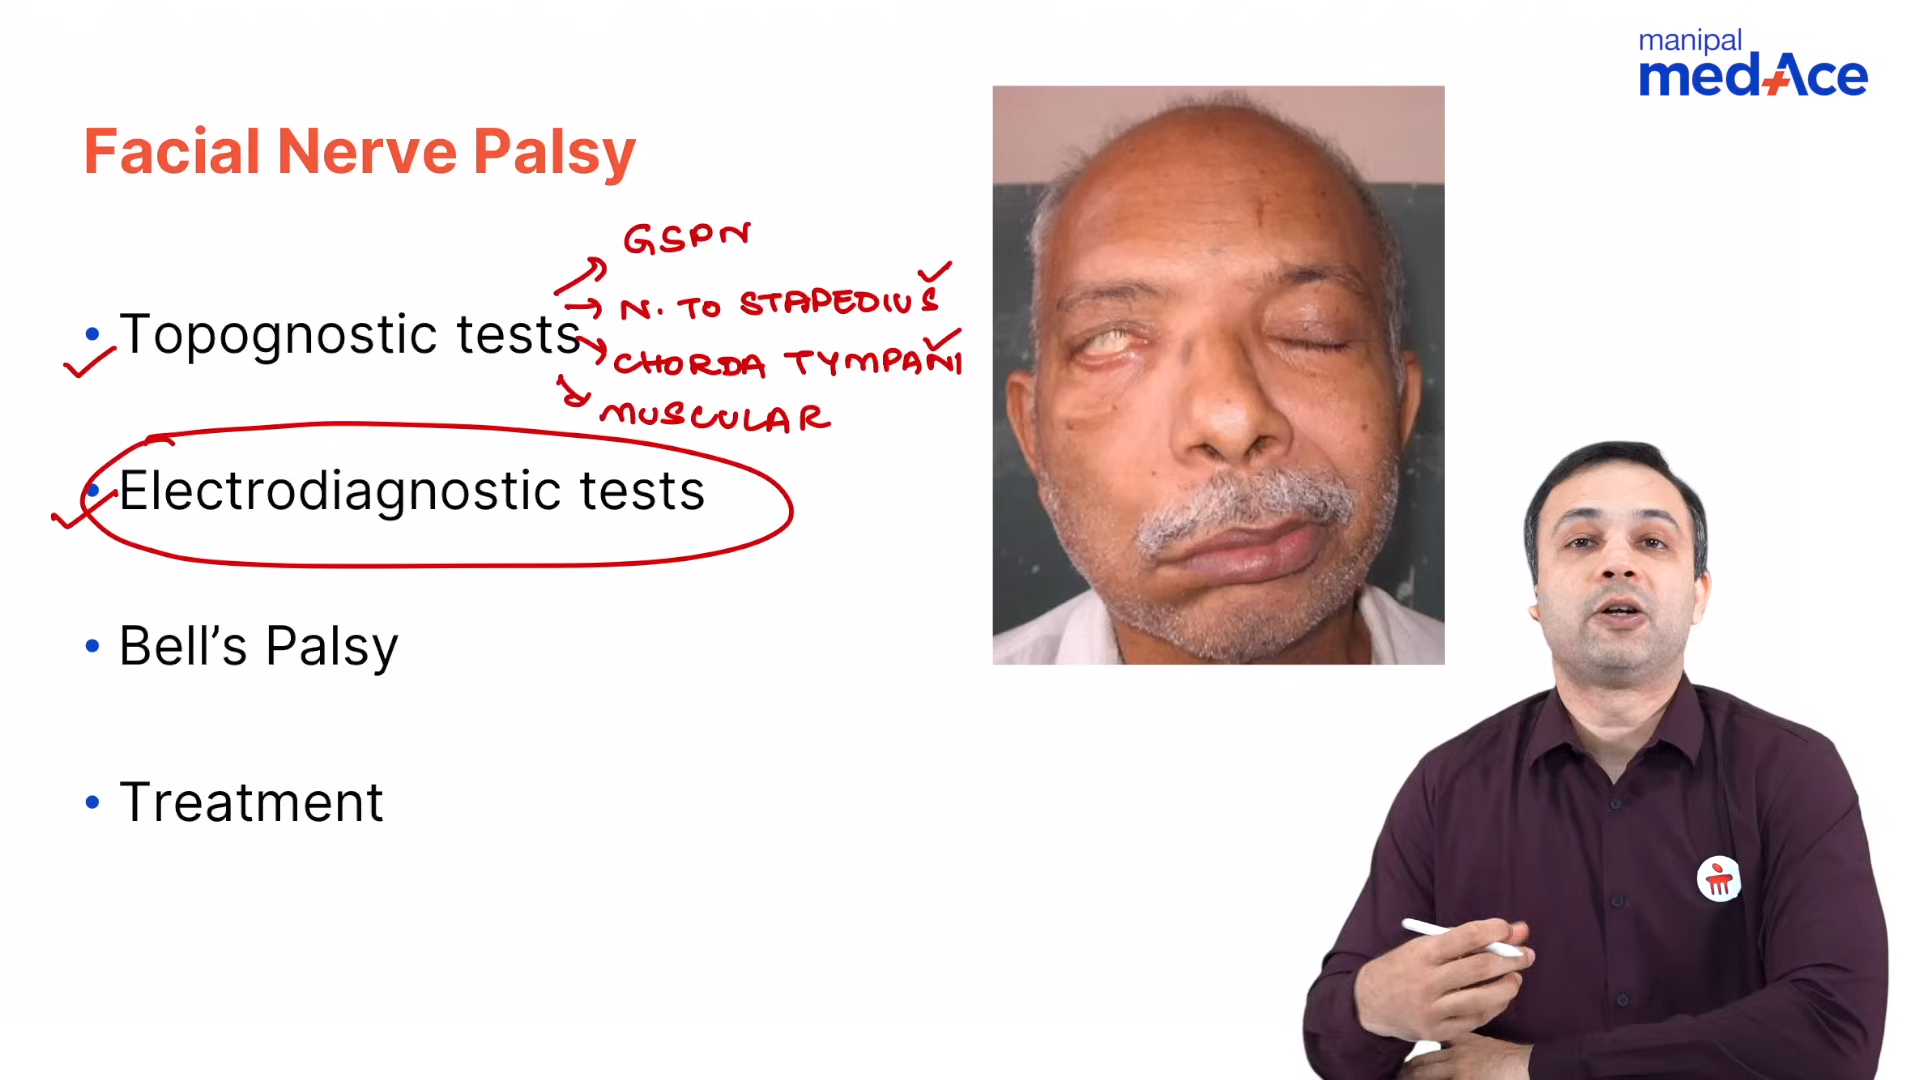 manipal
medAce
Facial Nerve Palsy
GSPN
N. TO STAPEDIUS
• Topognostic tests
CHORDA TYMPANI
MUSCULAR
• Electrodiagnostic tests
• Bell's Palsy
• Treatment